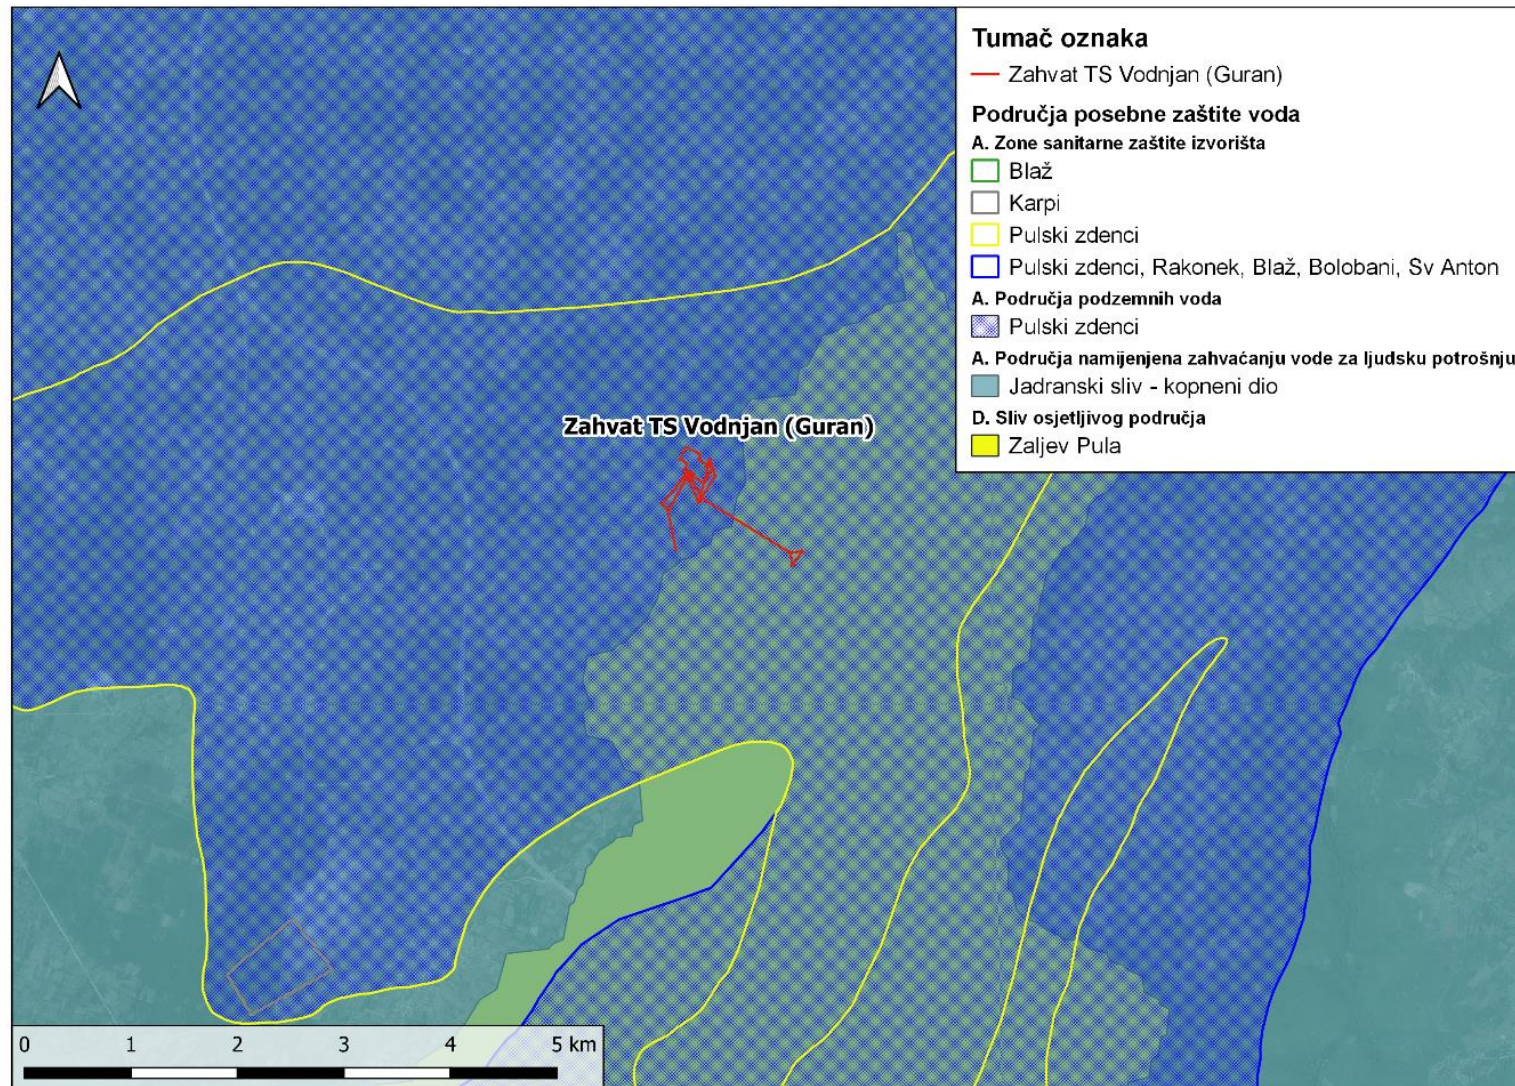 Tumač oznaka
Zahvat TS Vodnjan (Guran)
Područja posebne zaštite voda
A. Zone sanitarne zaštite izvorišta
Blaž
Karpi
Pulski zdenci
Pulski zdenci, Rakonek, Blaž, Bolobani, Sv Anton
A. Područja podzemnih voda
Pulski zdenci
A. Područja namijenjena zahvaćanju vode za ljudsku potrošnju
Jadranski sliv - kopneni dio
D. Sliv osjetljivog područja
Zaljev Pula
Zahvat TS Vodnjan (Guran)
0 1 2 3 4 5 km